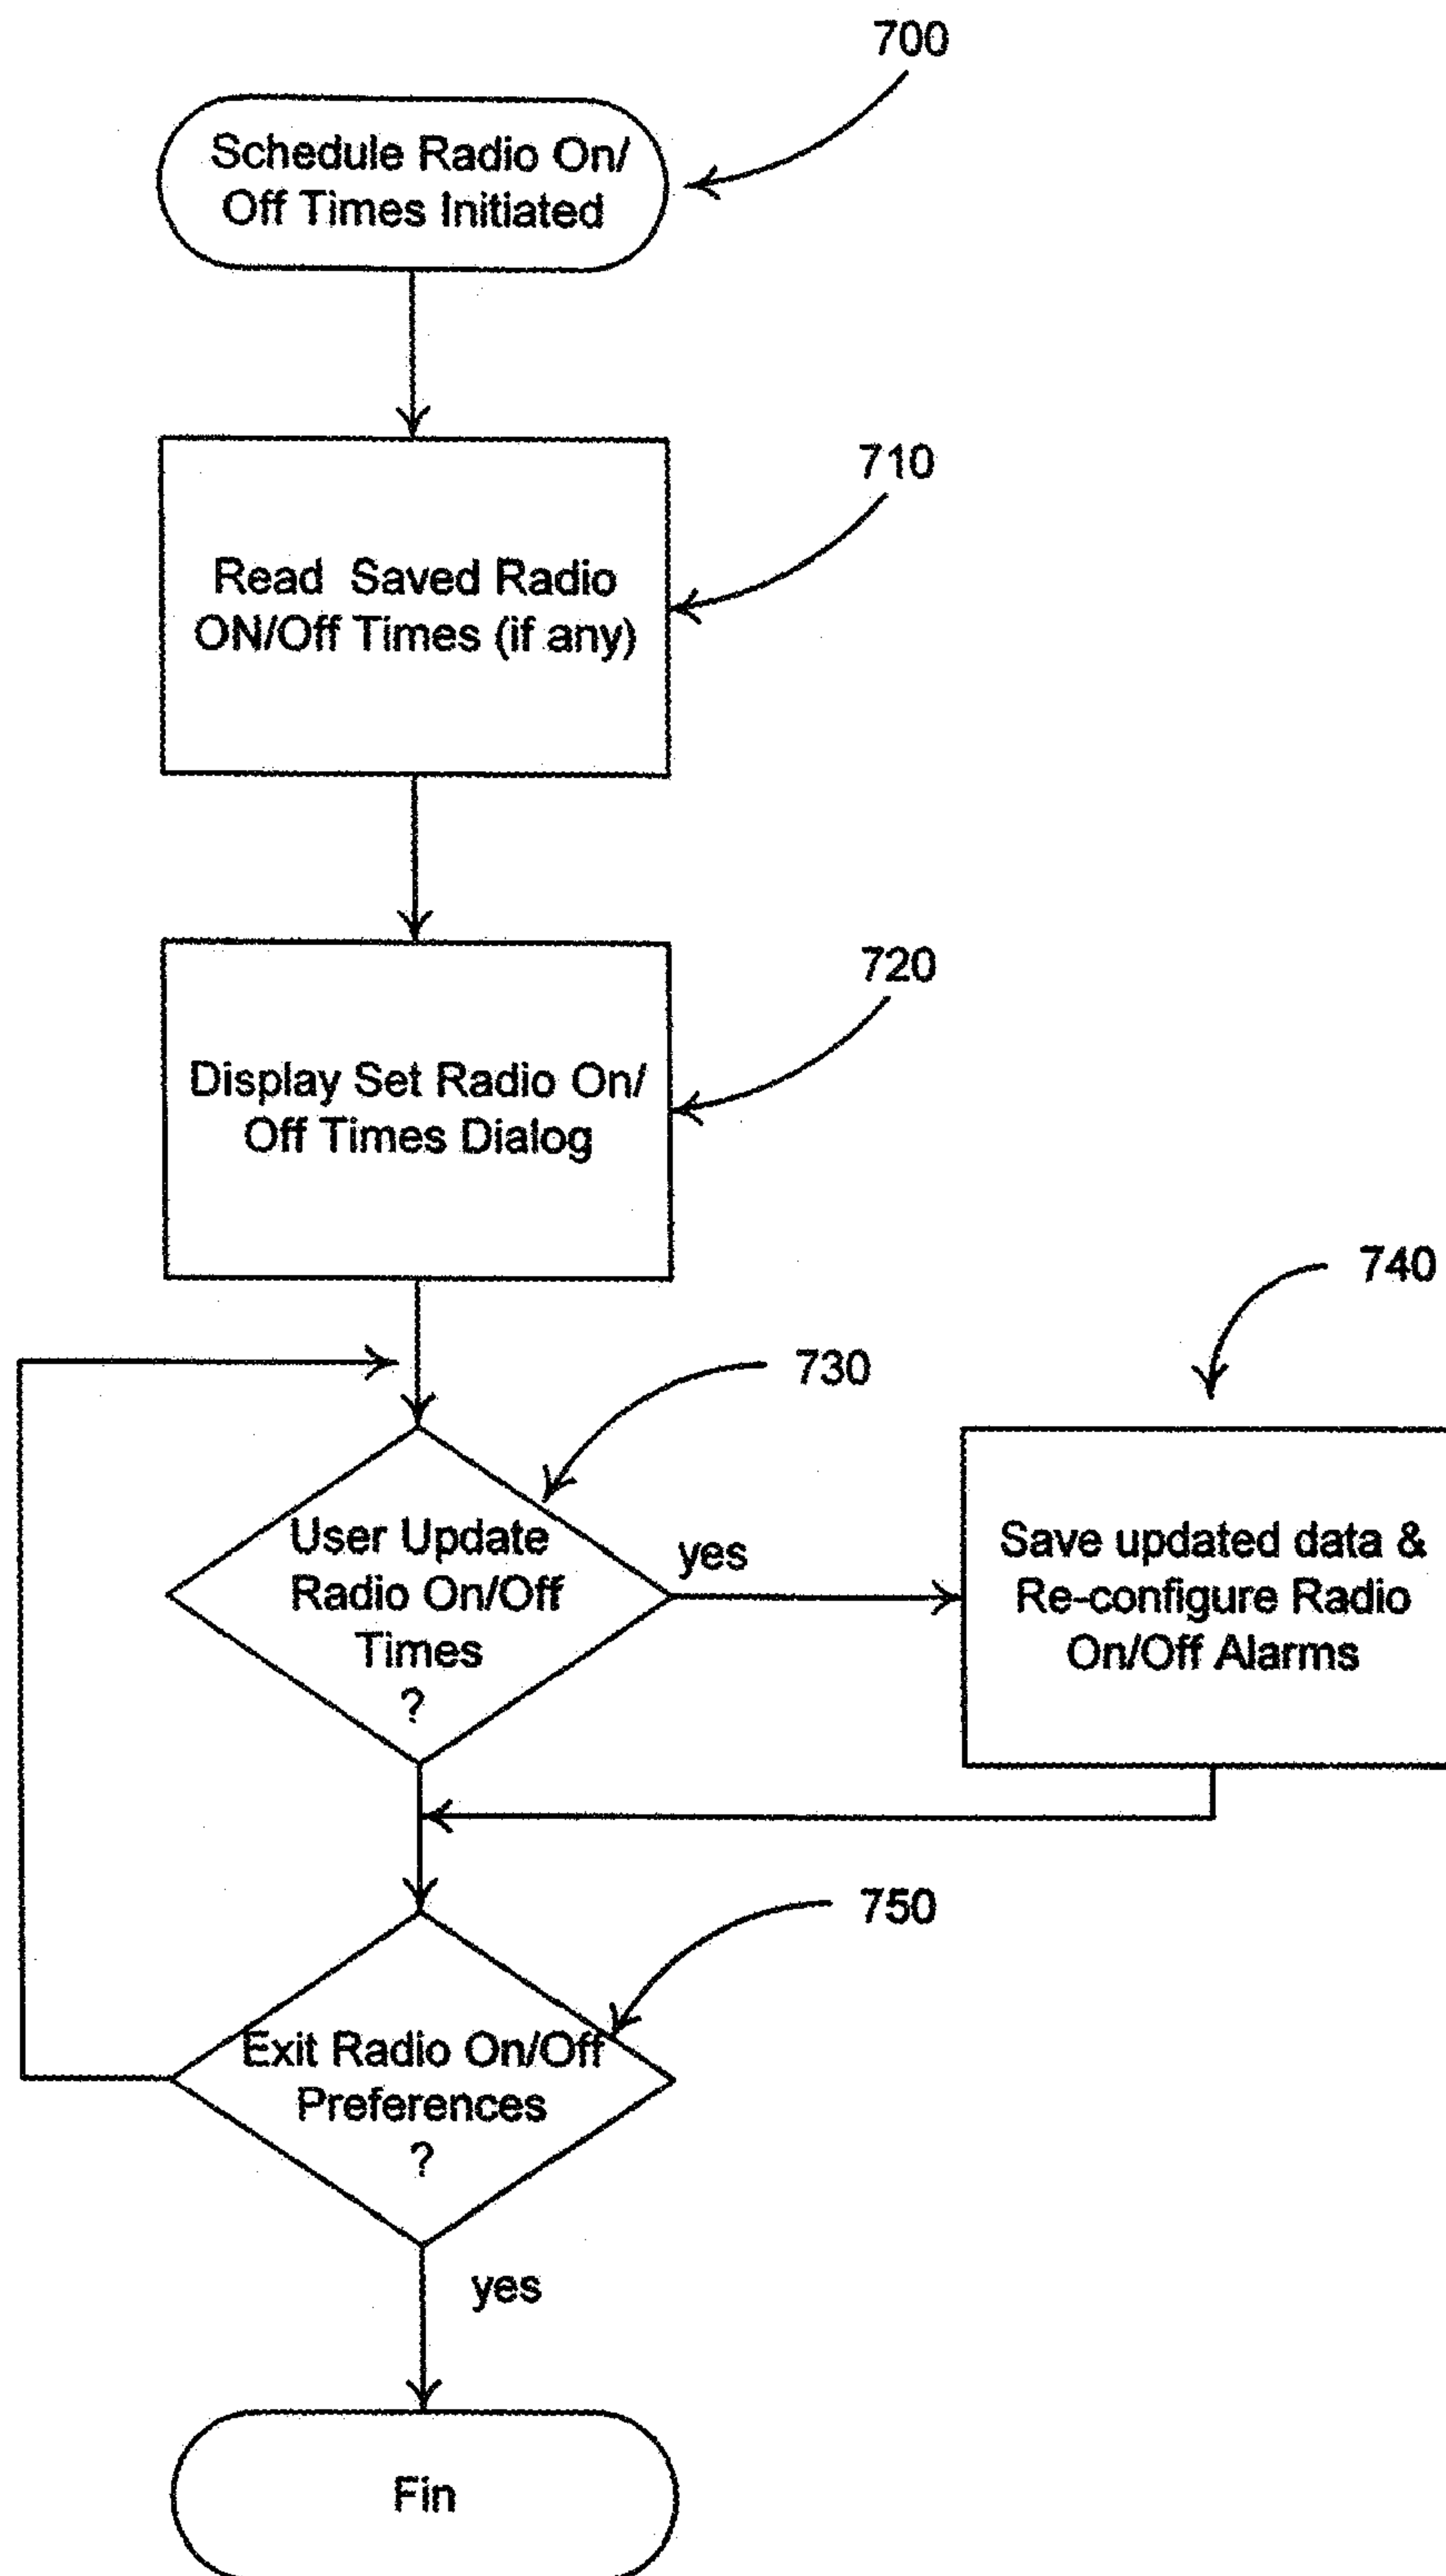 700
Schedule Radio On/
Off Times Initiated
710
Read Saved Radio
ON/Off Times (if any)
720
Display Set Radio On/
Off Times Dialog
740
730
User Update
Radio On/Off
Times
?
yes
Save updated data &
Re-configure Radio
On/Off Alarms
750
Exit Radio On/Off
Preferences
?
yes
Fin